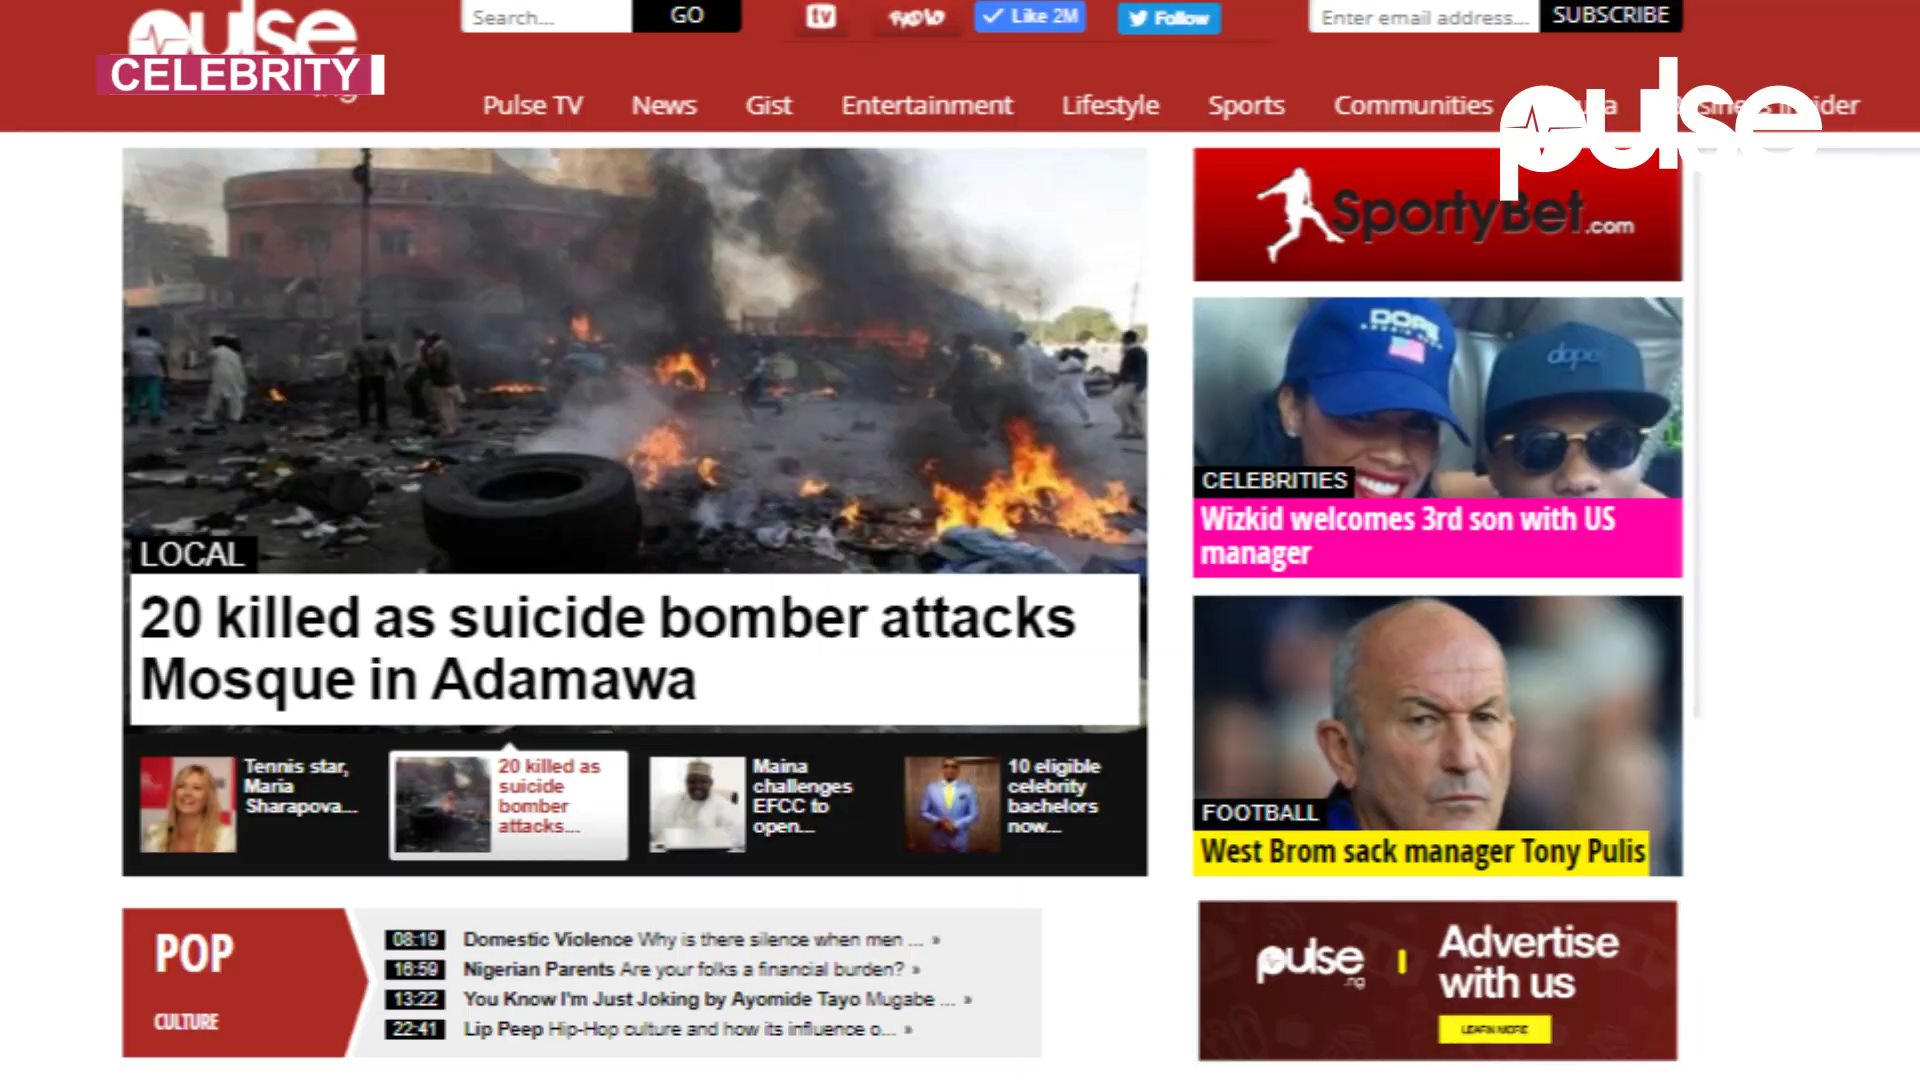 pulse
CELEBRITY
Search...
GO
tv
Like 2M
Follow
Enter email address...
SUBSCRIBE
Pulse TV
News
Gist
Entertainment
Lifestyle
Sports
Communities
pulse
SportyBet.com
DOPE
dope
CELEBRITIES
Wizkid welcomes 3rd son with US
manager
LOCAL
20 killed as suicide bomber attacks
Mosque in Adamawa
Tennis star,
Maria
Sharapova...
20 killed as
suicide
bomber
attacks...
Maina
challenges
EFCC to
open...
10 eligible
celebrity
bachelors
now...
FOOTBALL
West Brom sack manager Tony Pulis
POP
CULTURE
08:19 Domestic Violence Why is there silence when men ... »
16:59 Nigerian Parents Are your folks a financial burden? »
13:22 You Know I'm Just Joking by Ayomide Tayo Mugabe ... »
22:41 Lip Peep Hip-Hop culture and how its influence o... »
pulse
.ng
Advertise
with us
LEARN MORE